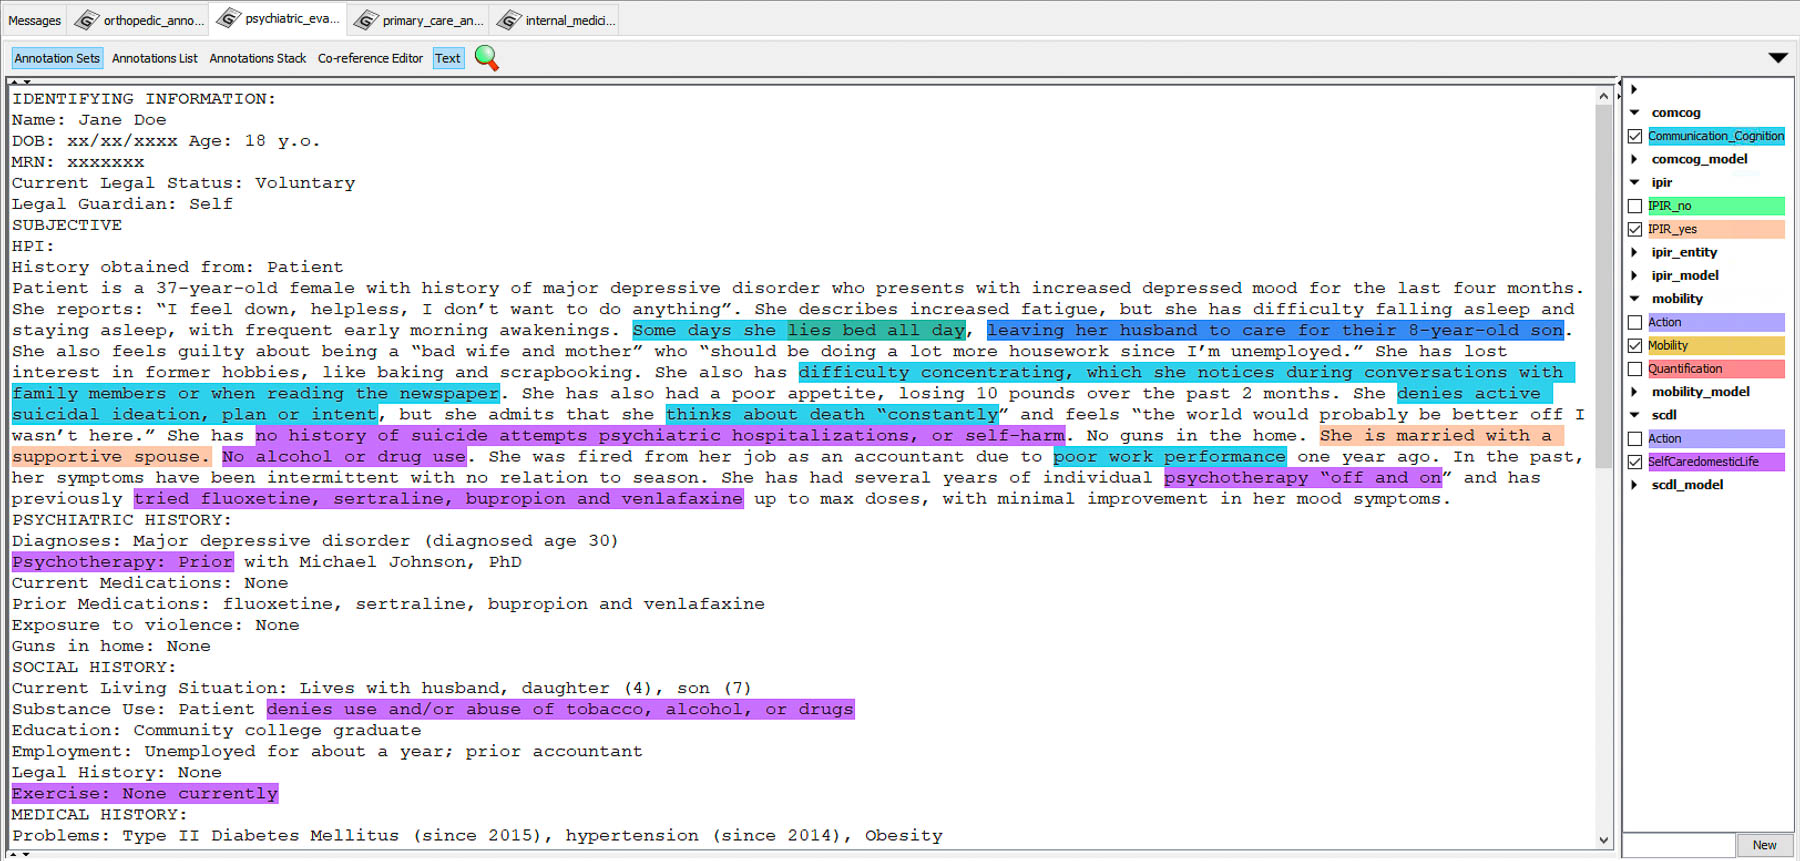 Messages orthopedic_anno... psychiatric_eva... primary_care_an... internal_medici...
Annotation Sets Annotations List Annotations Stack Co-reference Editor Text
IDENTIFYING INFORMATION:
Name: Jane Doe
DOB: xx/xx/xxxx Age: 18 y.o.
MRN: xxxxxxx
Current Legal Status: Voluntary
Legal Guardian: Self
SUBJECTIVE
HPI:
History obtained from: Patient
Patient is a 37-year-old female with history of major depressive disorder who presents with increased depressed mood for the last four months.
She reports: “I feel down, helpless, I don’t want to do anything”. She describes increased fatigue, but she has difficulty falling asleep and
staying asleep, with frequent early morning awakenings. Some days she lies bed all day, leaving her husband to care for their 8-year-old son.
She also feels guilty about being a “bad wife and mother” who “should be doing a lot more housework since I’m unemployed.” She has lost
interest in former hobbies, like baking and scrapbooking. She also has difficulty concentrating, which she notices during conversations with
family members or when reading the newspaper. She has also had a poor appetite, losing 10 pounds over the past 2 months. She denies active
suicidal ideation, plan or intent, but she admits that she thinks about death “constantly” and feels “the world would probably be better off I
wasn’t here.” She has no history of suicide attempts psychiatric hospitalizations, or self-harm. No guns in the home. She is married with a
supportive spouse. No alcohol or drug use. She was fired from her job as an accountant due to poor work performance one year ago. In the past,
her symptoms have been intermittent with no relation to season. She has had several years of individual psychotherapy “off and on” and has
previously tried fluoxetine, sertraline, bupropion and venlafaxine up to max doses, with minimal improvement in her mood symptoms.
PSYCHIATRIC HISTORY:
Diagnoses: Major depressive disorder (diagnosed age 30)
Psychotherapy: Prior with Michael Johnson, PhD
Current Medications: None
Prior Medications: fluoxetine, sertraline, bupropion and venlafaxine
Exposure to violence: None
Guns in home: None
SOCIAL HISTORY:
Current Living Situation: Lives with husband, daughter (4), son (7)
Substance Use: Patient denies use and/or abuse of tobacco, alcohol, or drugs
Education: Community college graduate
Employment: Unemployed for about a year; prior accountant
Legal History: None
Exercise: None currently
MEDICAL HISTORY:
Problems: Type II Diabetes Mellitus (since 2015), hypertension (since 2014), Obesity
comcog
Communication_Cognition
comcog_model
ipir
IPIR_no
IPIR_yes
ipir_entity
ipir_model
mobility
Action
Mobility
Quantification
mobility_model
scdl
Action
SelfCaredomesticLife
scdl_model
New